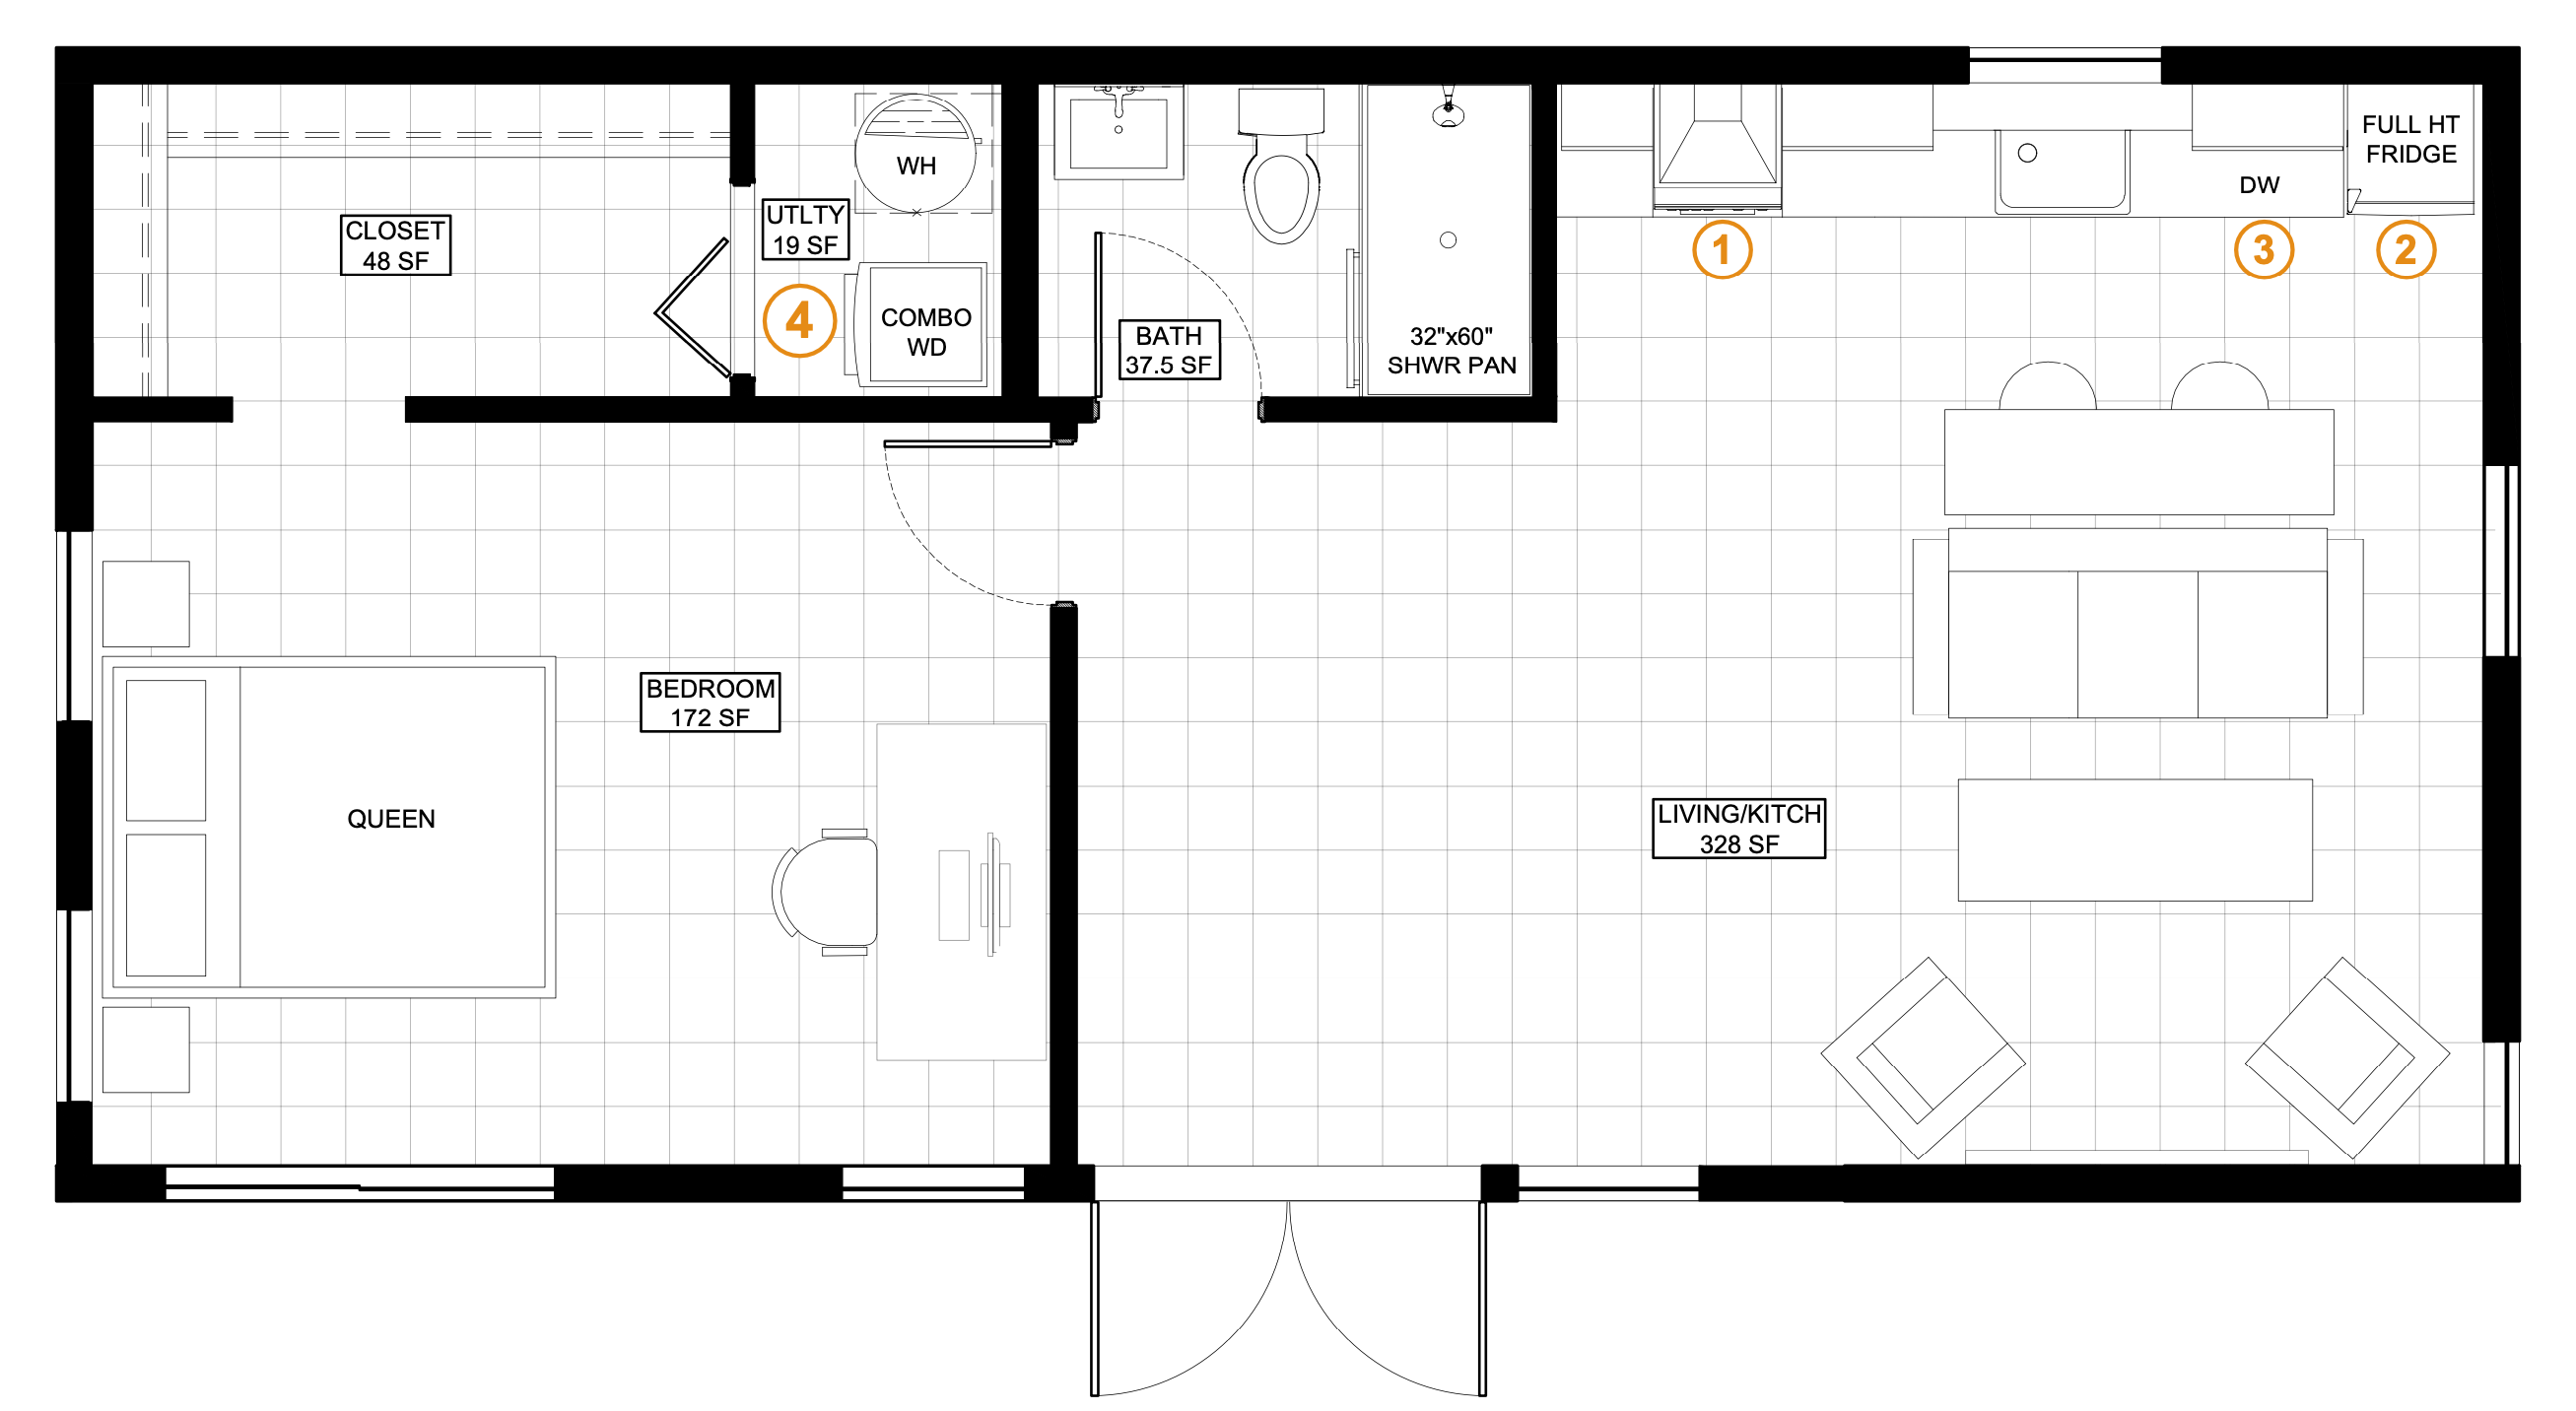 FULL HT
FRIDGE
WH
DW
UTLTY
19 SF
CLOSET
48 SF
1
3
2
4
COMBO
WD
BATH
37.5 SF
32"x60"
SHWR PAN
BEDROOM
172 SF
QUEEN
LIVING/KITCH
328 SF